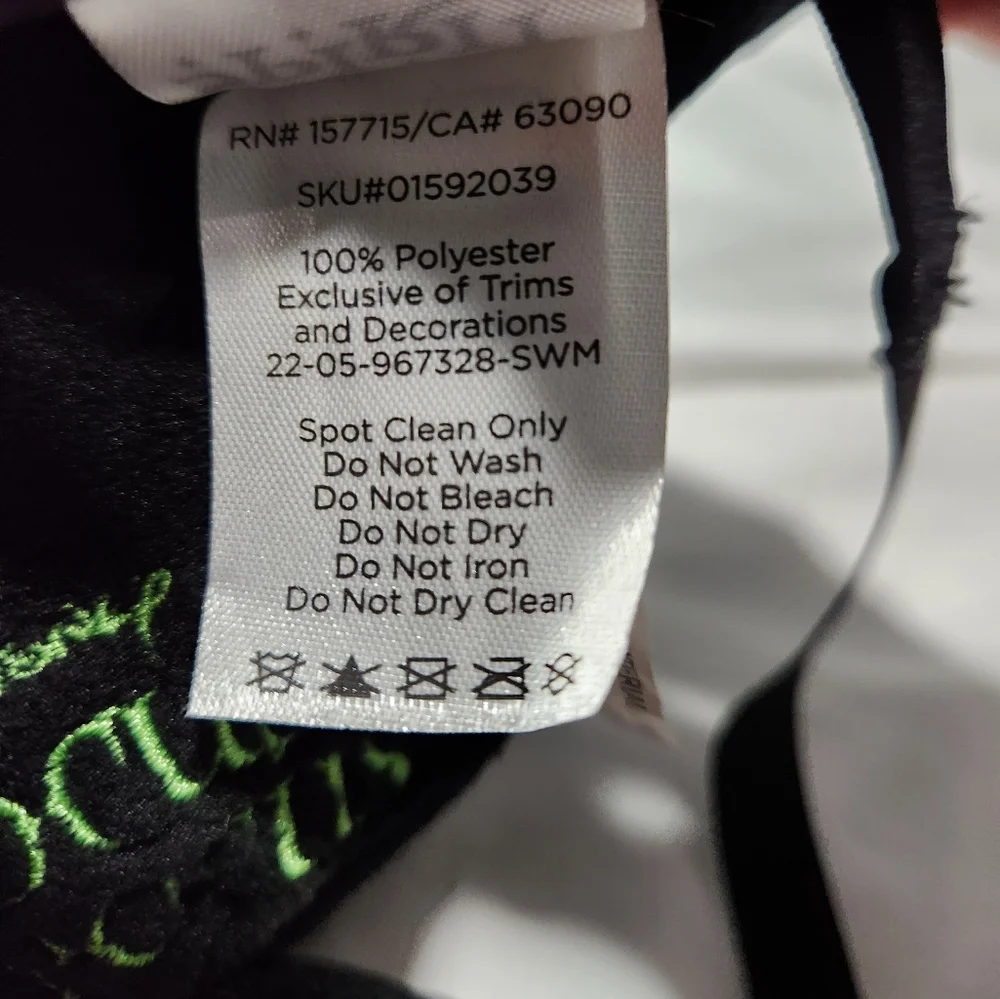 RN# 157715/CA# 63090
SKU#01592039
100% Polyester
Exclusive of Trims
and Decorations
22-05-967328-SWM
Spot Clean Only
Do Not Wash
Do Not Bleach
Do Not Dry
Do Not Iron
Do Not Dry Clean